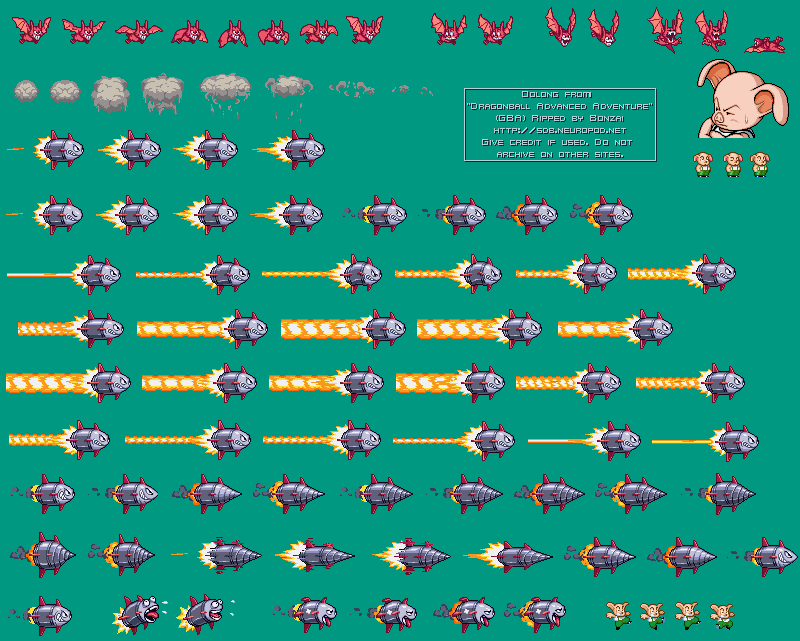 Oolong from:
"Dragonball Advanced Adventure"
(GBA) Ripped by Bonzai
http://sdb.neuropod.net
Give credit if used. Do not
archive on other sites.